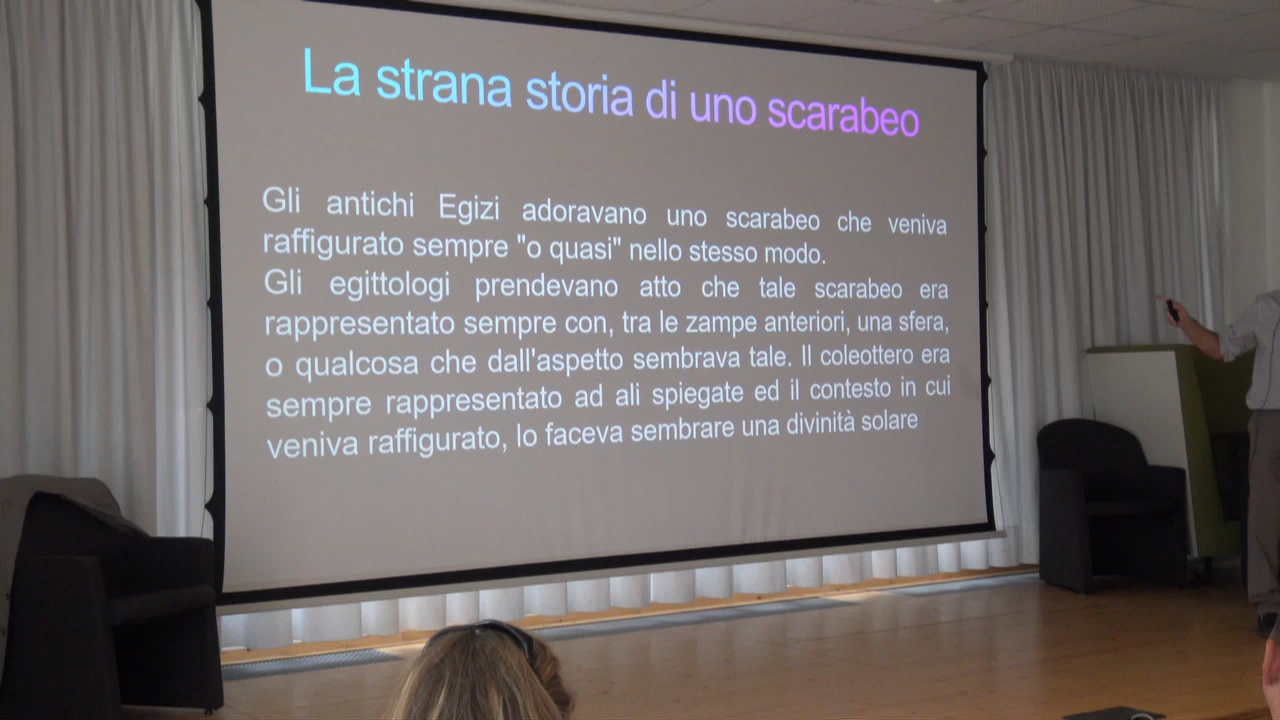 La strana storia di uno scarabeo
Gli antichi Egizi adoravano uno scarabeo che veniva
raffigurato sempre "o quasi" nello stesso modo.
Gli egittologi prendevano atto che tale scarabeo era
rappresentato sempre con, tra le zampe anteriori, una sfera,
o qualcosa che dall'aspetto sembrava tale. Il coleottero era
sempre rappresentato ad ali spiegate ed il contesto in cui
veniva raffigurato, lo faceva sembrare una divinità solare